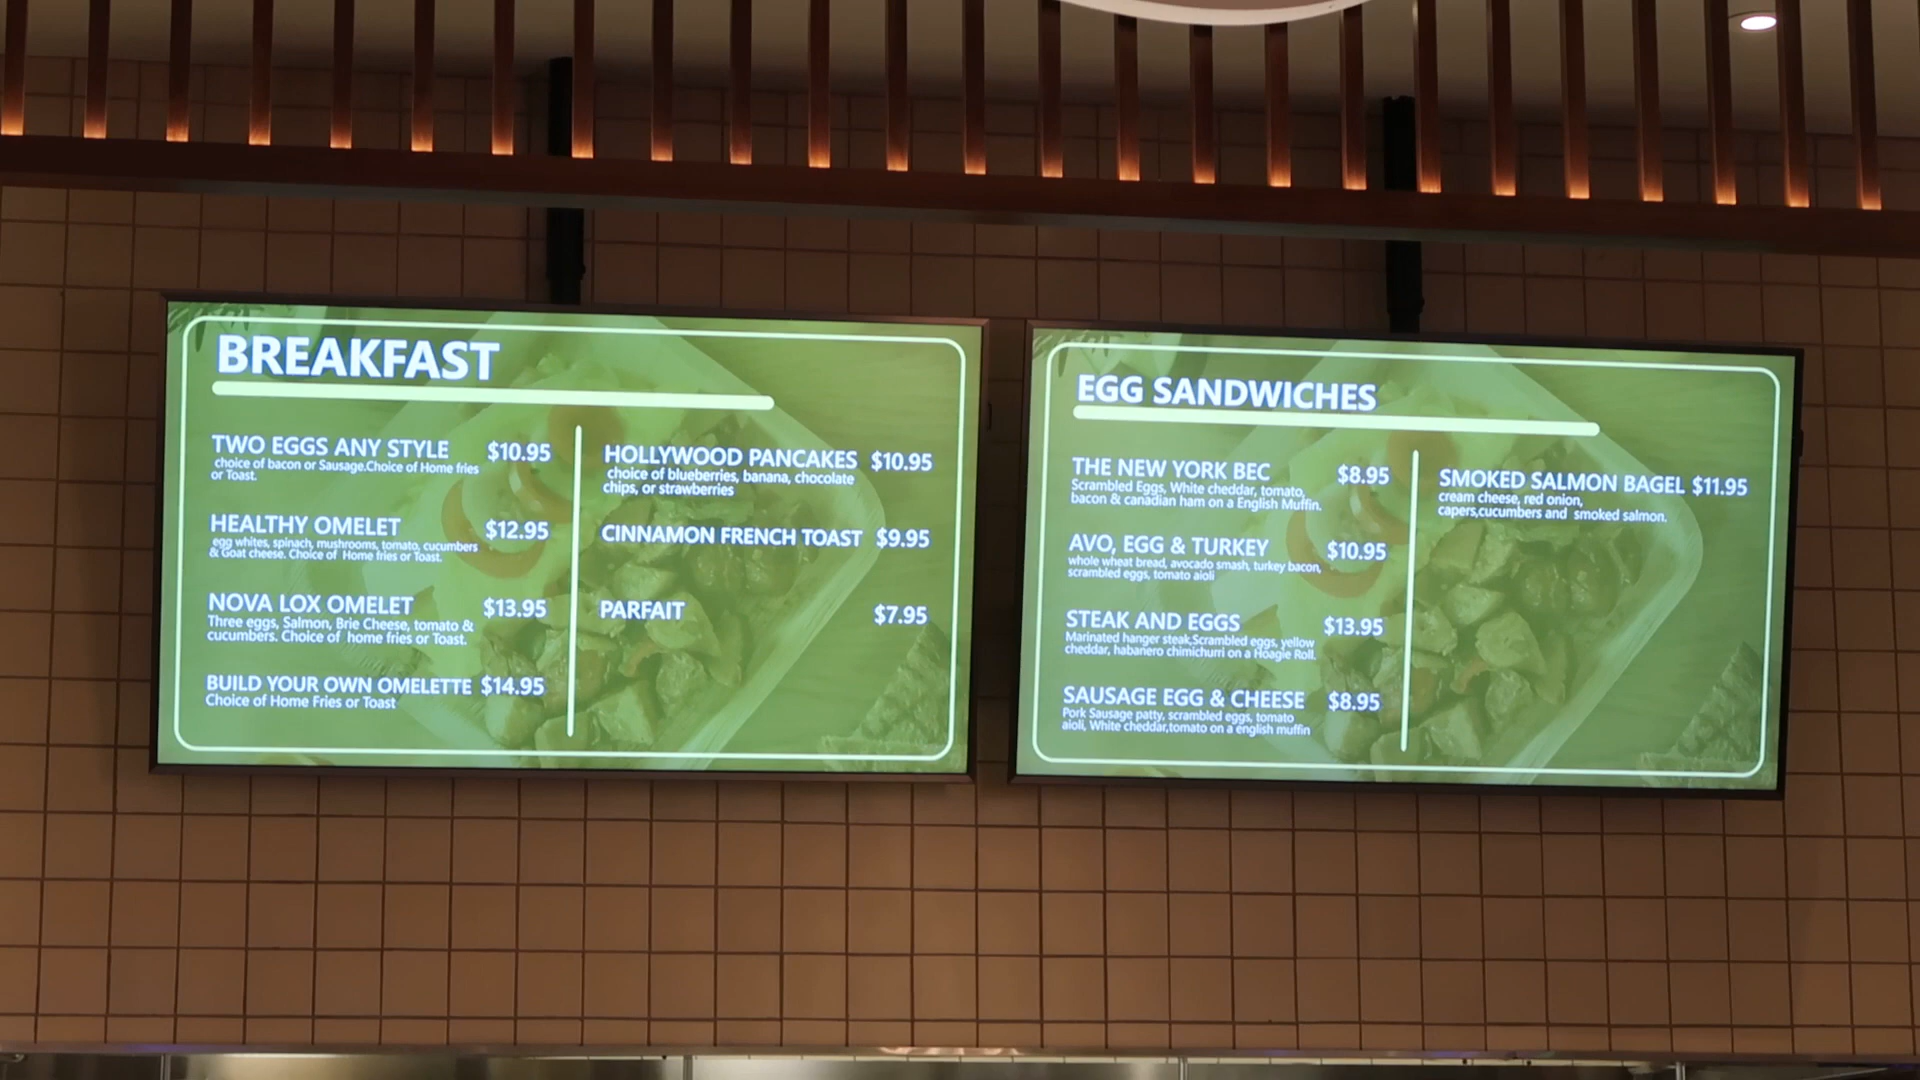 BREAKFAST
TWO EGGS ANY STYLE $10.95
choice of bacon or Sausage.Choice of Home fries
or Toast.
HEALTHY OMELET $12.95
egg whites, spinach, mushrooms, tomato, cucumbers
& Goat cheese. Choice of Home fries or Toast.
NOVA LOX OMELET $13.95
Three eggs, Salmon, Brie Cheese, tomato &
cucumbers. Choice of home fries or Toast.
BUILD YOUR OWN OMELETTE $14.95
Choice of Home Fries or Toast
HOLLYWOOD PANCAKES $10.95
choice of blueberries, banana, chocolate
chips, or strawberries
CINNAMON FRENCH TOAST $9.95
PARFAIT $7.95
EGG SANDWICHES
THE NEW YORK BEC $8.95
Scrambled Eggs, White cheddar, tomato,
bacon & canadian ham on a English Muffin.
AVO, EGG & TURKEY $10.95
whole wheat bread, avocado smash, turkey bacon,
scrambled eggs, tomato aioli
STEAK AND EGGS $13.95
Marinated hanger steak,Scrambled eggs, yellow
cheddar, habanero chimichurri on a Hoagie Roll.
SAUSAGE EGG & CHEESE $8.95
Pork Sausage patty, scrambled eggs, tomato
aioli, White cheddar,tomato on a english muffin
SMOKED SALMON BAGEL $11.95
cream cheese, red onion,
capers,cucumbers and smoked salmon.